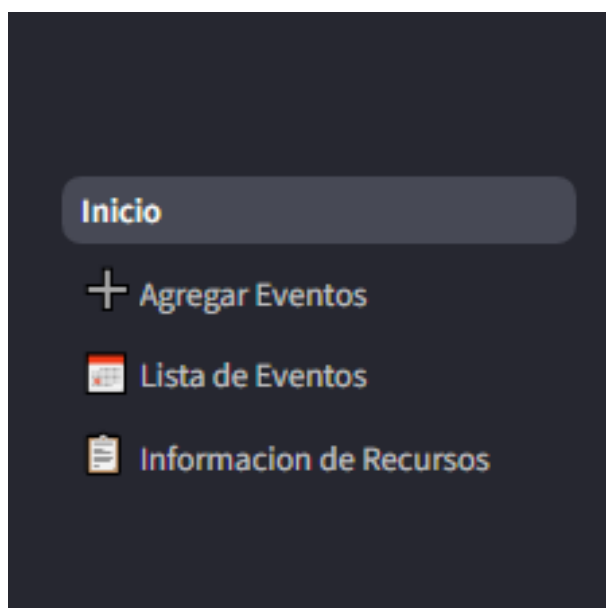 Inicio
Agregar Eventos
Lista de Eventos
Informacion de Recursos